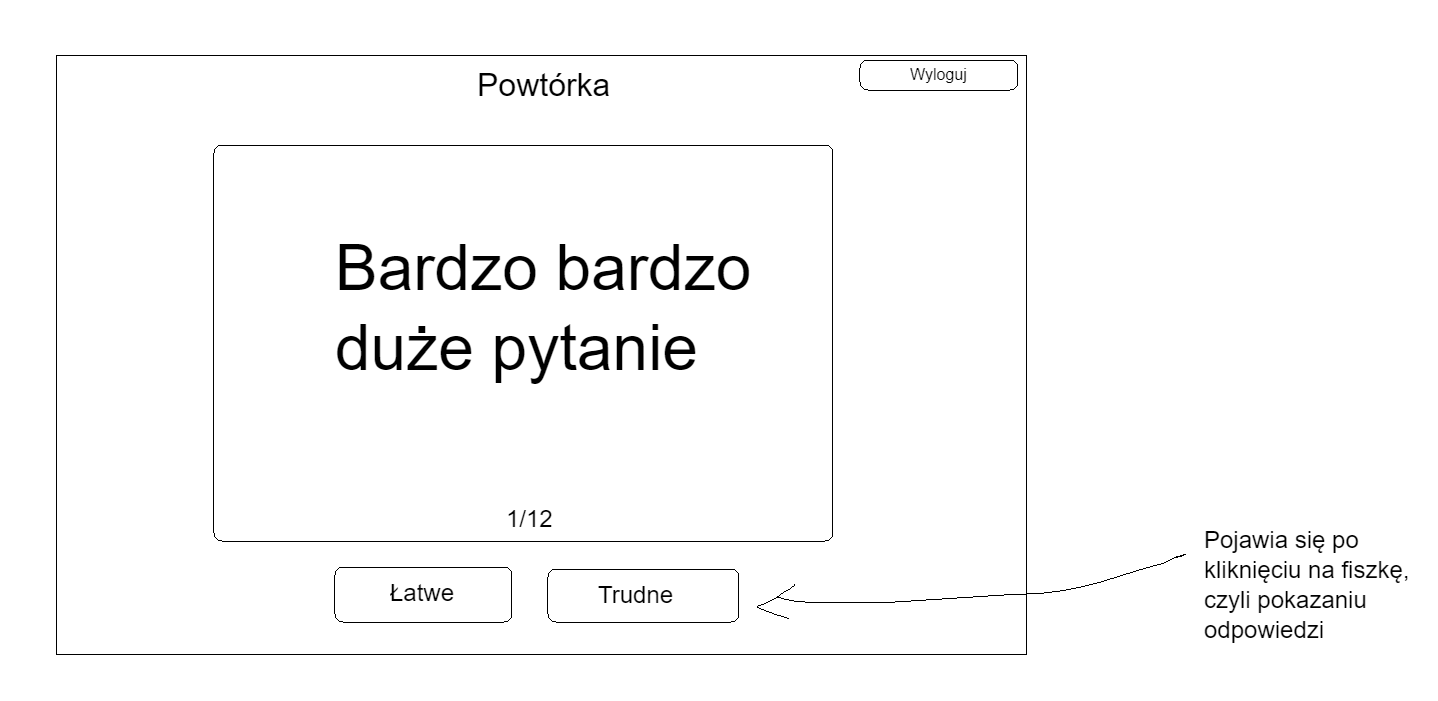 Powtórka
Wyloguj
Bardzo bardzo
duże pytanie
1/12
Łatwe
Trudne
Pojawia się po
kliknięciu na fiszkę,
czyli pokazaniu
odpowiedzi